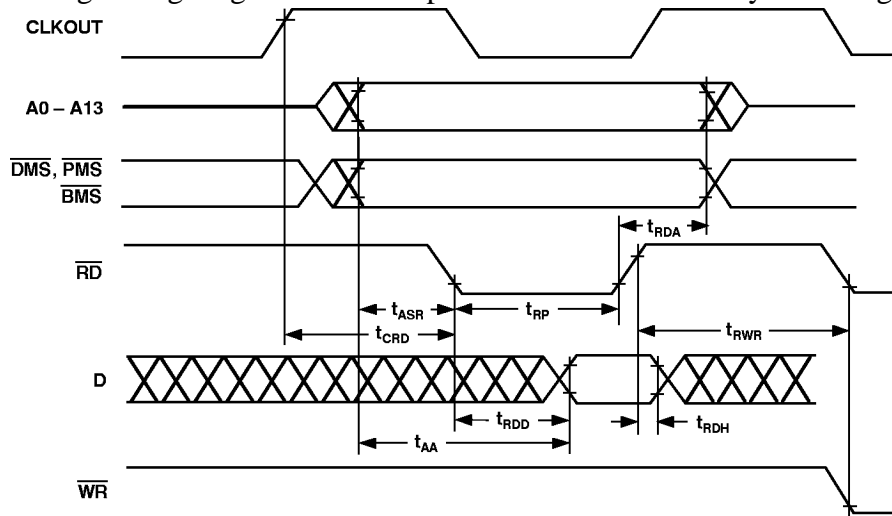 CLKOUT
A0 – A13
DMS, PMS
BMS
tRDA
RD
tASR
tRP
tCRD
tRWR
D
tRDD
tRDH
tAA
WR